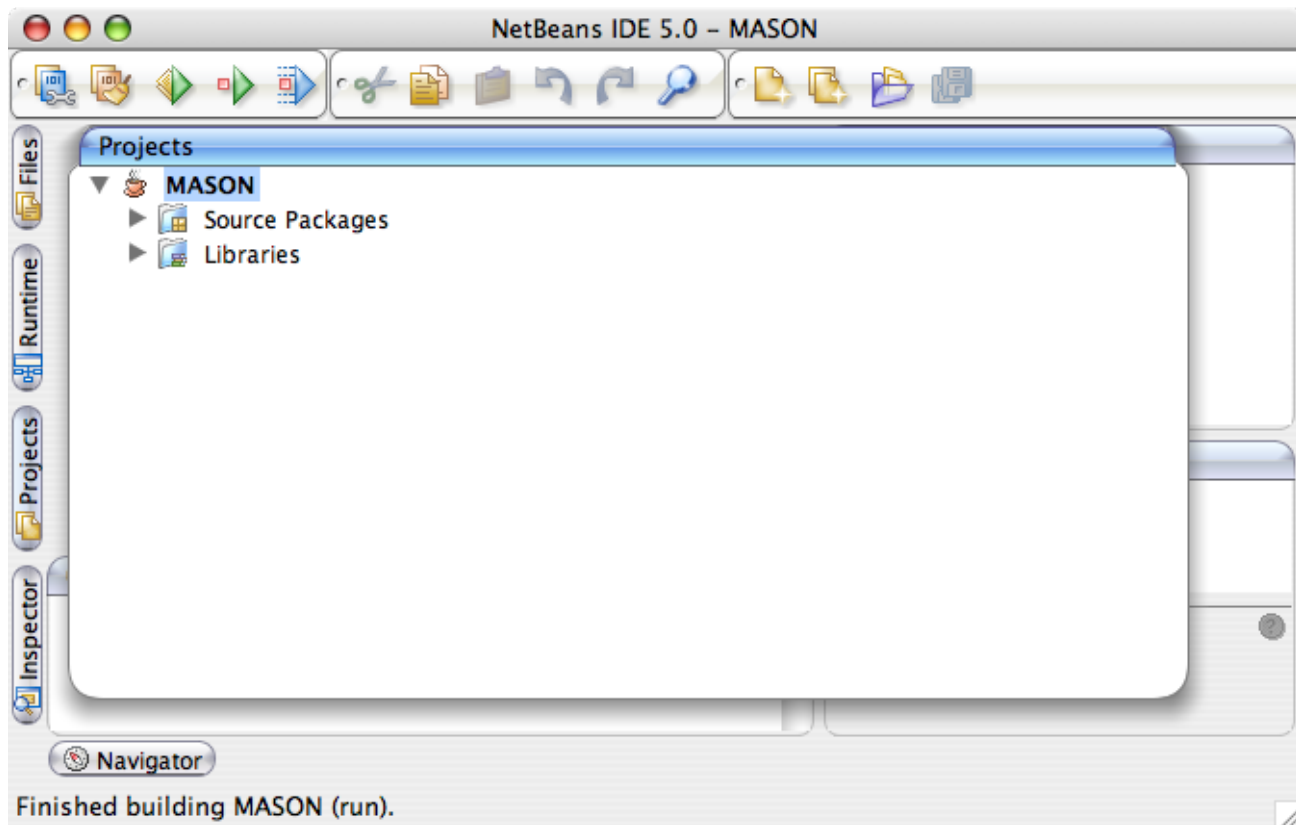 NetBeans IDE 5.0 – MASON
Files
Runtime
Projects
Inspector
Projects
MASON
Source Packages
Libraries
Navigator
Finished building MASON (run).